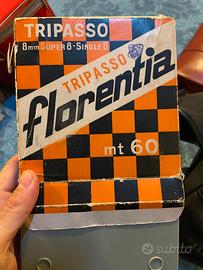 TRIPASSO
8mm SUPER 8 - SINGLE 8
TRIPASSO
florentia
mt 60
subito